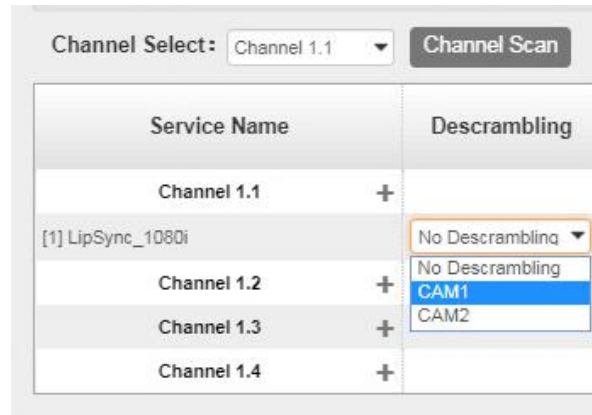 Channel Select: Channel 1.1 Channel Scan
Service Name Descrambling
Channel 1.1 +
[1] LipSync_1080i No Descrambling
No Descrambling
Channel 1.2 + CAM1
CAM2
Channel 1.3 +
Channel 1.4 +